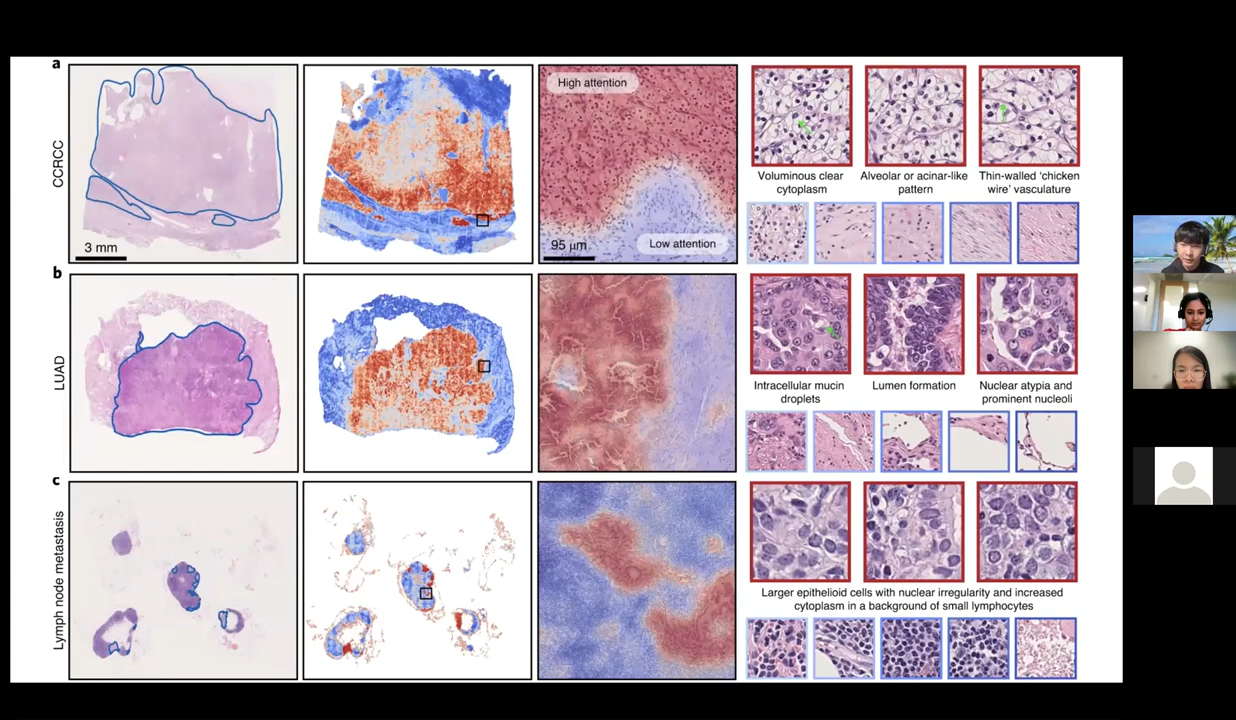 a
CCRCC
3 mm
High attention
95 μm
Low attention
Voluminous clear
cytoplasm
Alveolar or acinar-like
pattern
Thin-walled ‘chicken
wire’ vasculature
b
LUAD
Intracellular mucin
droplets
Lumen formation
Nuclear atypia and
prominent nucleoli
c
Lymph node metastasis
Larger epithelioid cells with nuclear irregularity and increased
cytoplasm in a background of small lymphocytes